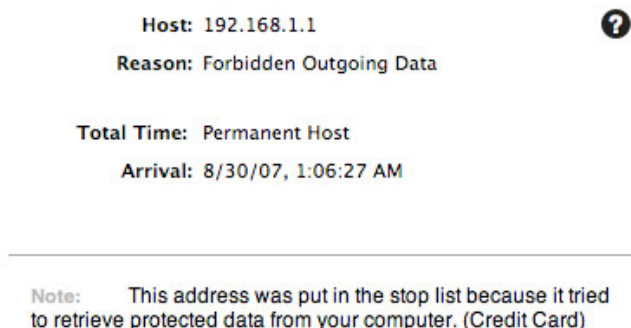 Host: 192.168.1.1
?
Reason: Forbidden Outgoing Data
Total Time: Permanent Host
Arrival: 8/30/07, 1:06:27 AM
Note: This address was put in the stop list because it tried
to retrieve protected data from your computer. (Credit Card)